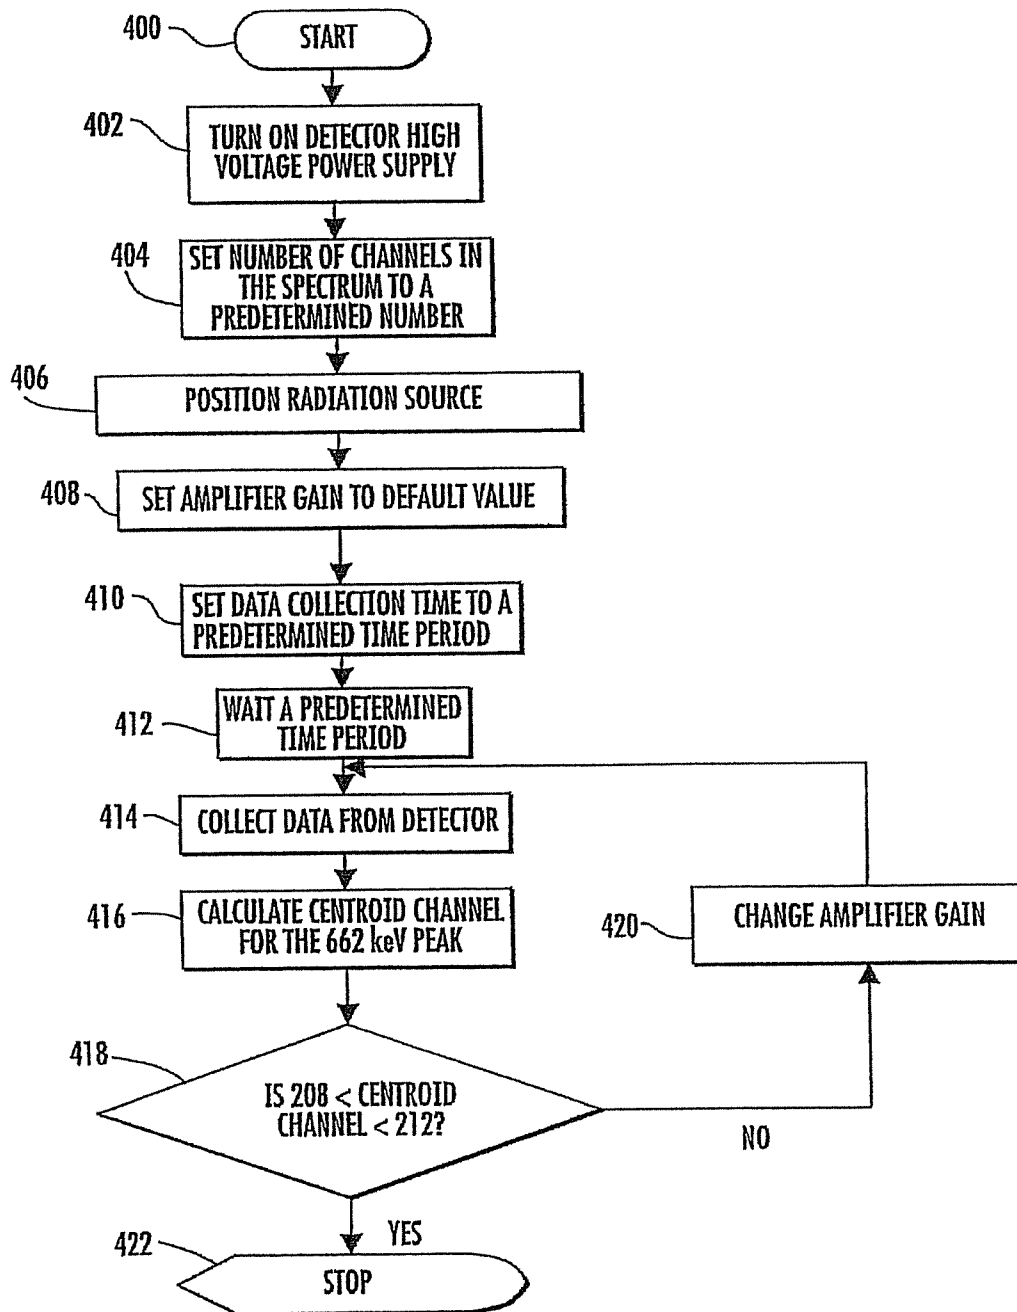 400
START
402
TURN ON DETECTOR HIGH
VOLTAGE POWER SUPPLY
404
SET NUMBER OF CHANNELS IN
THE SPECTRUM TO A
PREDETERMINED NUMBER
406
POSITION RADIATION SOURCE
408
SET AMPLIFIER GAIN TO DEFAULT VALUE
410
SET DATA COLLECTION TIME TO A
PREDETERMINED TIME PERIOD
412
WAIT A PREDETERMINED
TIME PERIOD
414
COLLECT DATA FROM DETECTOR
416
CALCULATE CENTROID CHANNEL
FOR THE 662 keV PEAK
420
CHANGE AMPLIFIER GAIN
418
IS 208 < CENTROID
CHANNEL < 212?
NO
YES
422
STOP